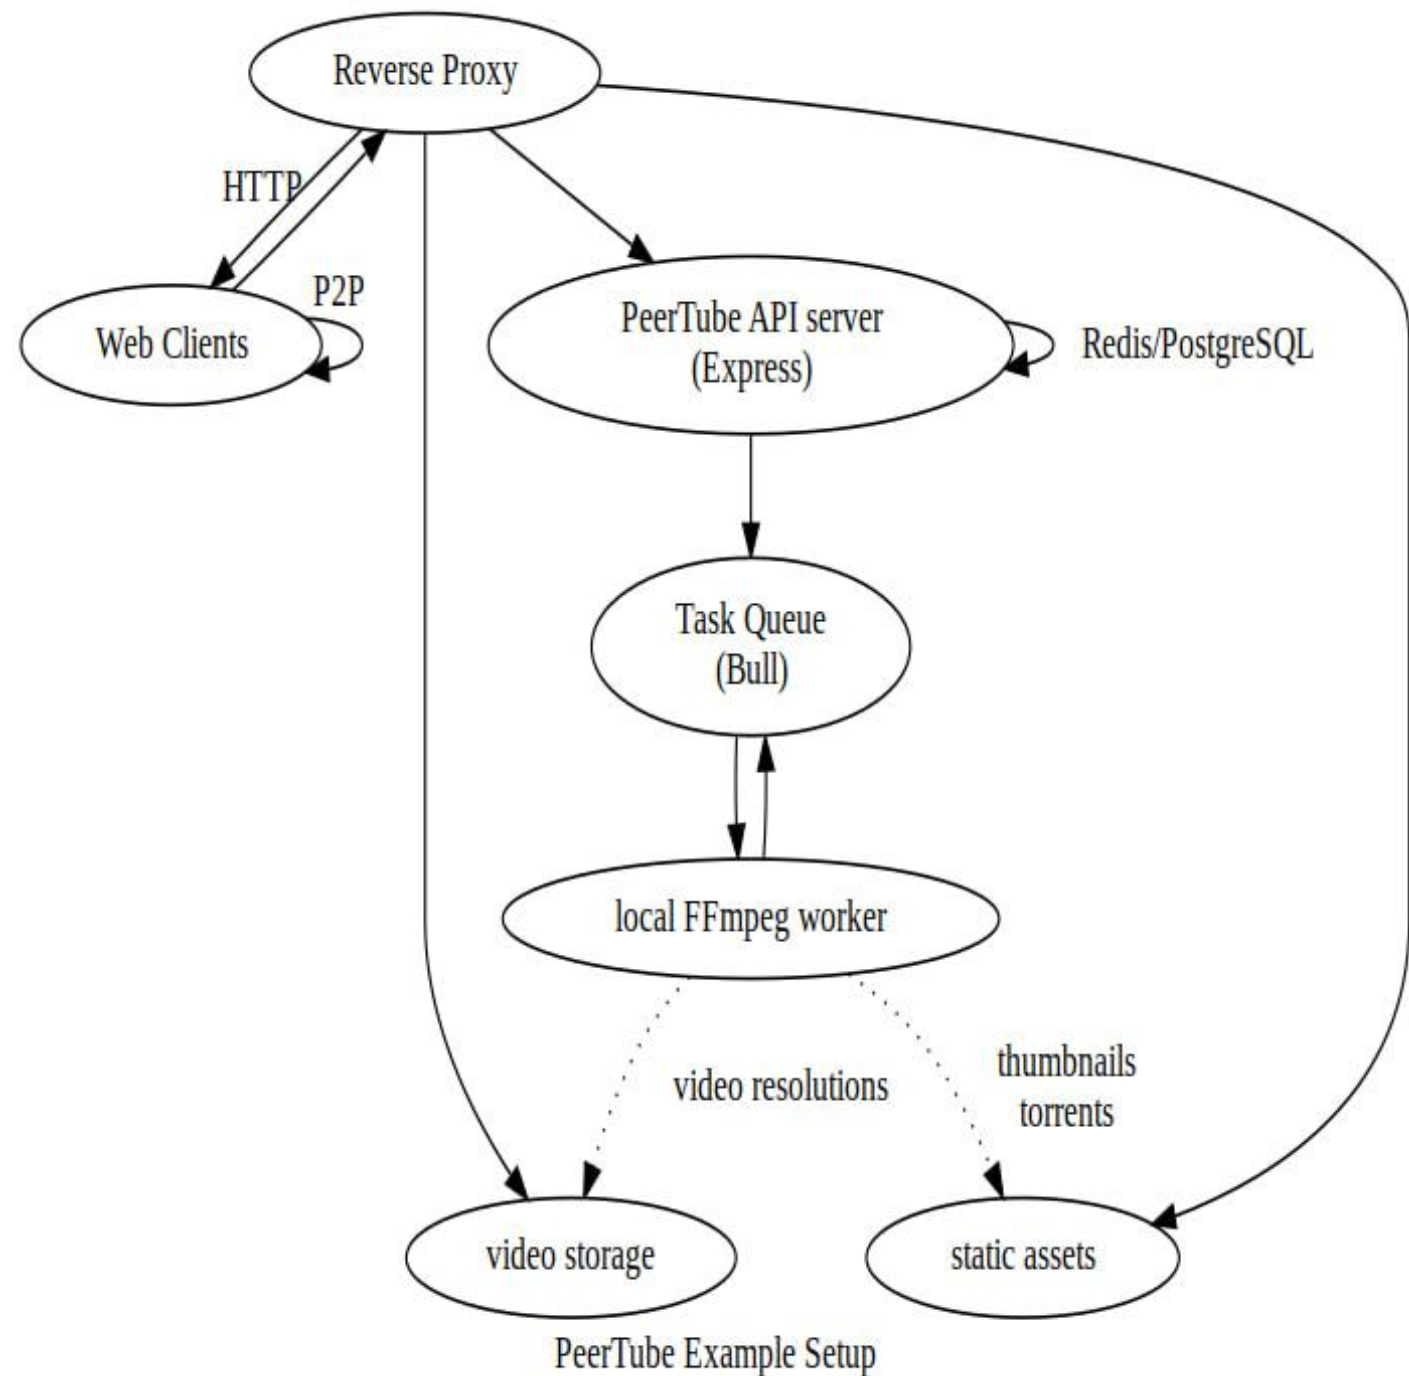 Reverse Proxy
HTTP
P2P
Web Clients
PeerTube API server
(Express)
Redis/PostgreSQL
Task Queue
(Bull)
local FFmpeg worker
video resolutions
thumbnails
torrents
video storage
static assets
PeerTube Example Setup